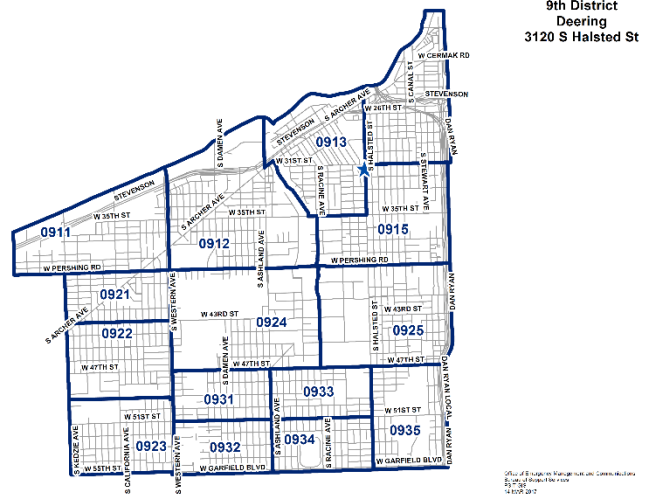 9th District
Deering
3120 S Halsted St
W CERMAK RD
S CANAL ST
STEVENSON
S ARCHER AVE
W 26TH ST
S DAMEN AVE
STEVENSON
0913
S HALSTED ST
DAN RYAN
W 31ST ST
S RACINE AVE
S STEWART AVE
STEVENSON
S ARCHER AVE
W 35TH ST
W 35TH ST
W 35TH ST
0911
0912
0915
S ASHLAND AVE
W PERSHING RD
W PERSHING RD
0921
S WESTERN AVE
DAN RYAN
S ARCHER AVE
W 43RD ST
0924
S HALSTED ST
W 43RD ST
0925
0922
S DAMEN AVE
W 47TH ST
W 47TH ST
W 47TH ST
0931
0933
DAN RYAN LOCAL
W 51ST ST
W 51ST ST
S KEDZIE AVE
S CALIFORNIA AVE
0923
S WESTERN AVE
0932
S ASHLAND AVE
0934
S RACINE AVE
0935
DAN RYAN
W 55TH ST
W GARFIELD BLVD
W GARFIELD BLVD
Office of Emergency Management and Communications